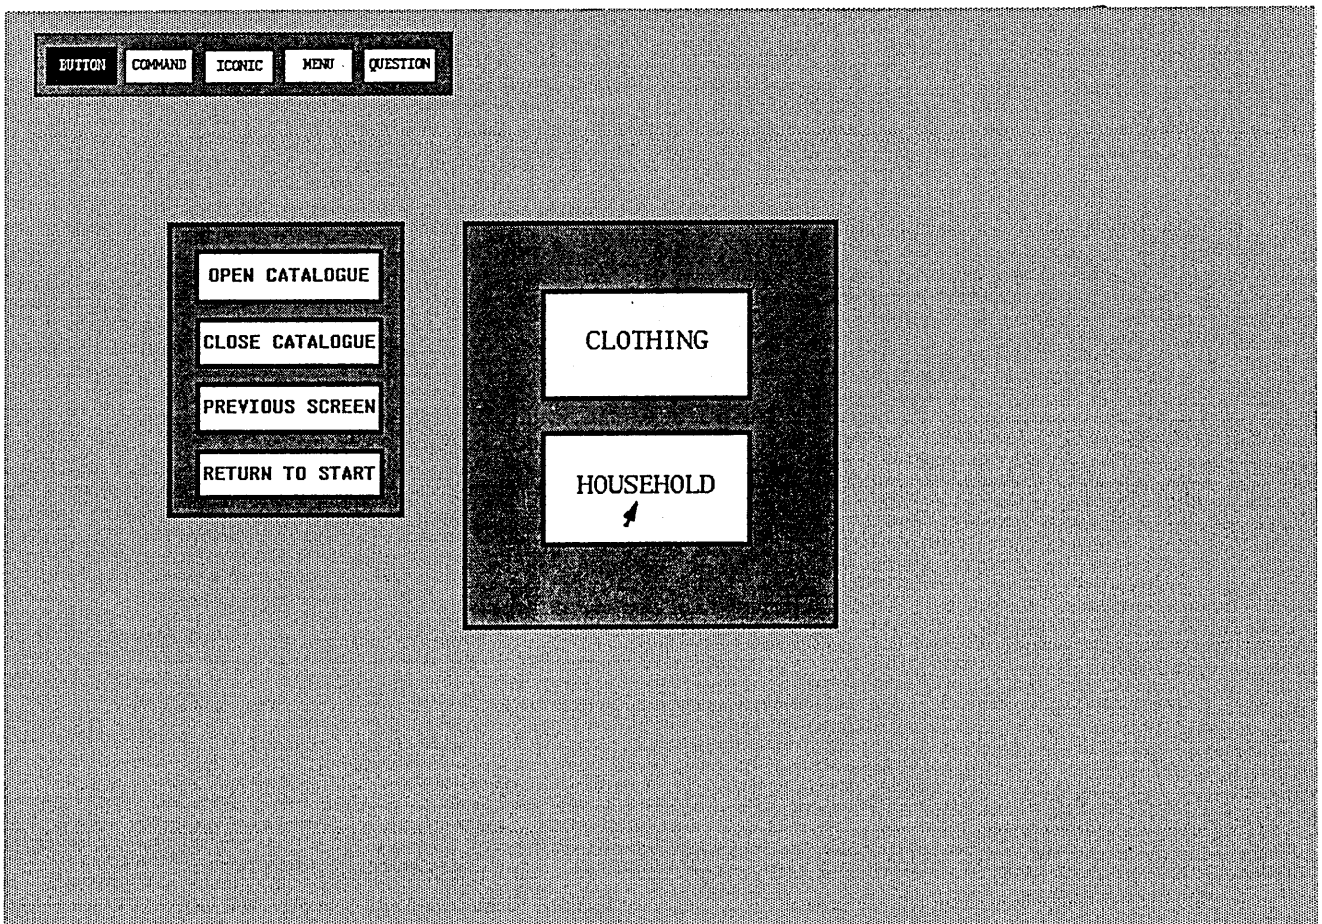 BUTTON COMMAND ICONIC MENU QUESTION
OPEN CATALOGUE
CLOSE CATALOGUE
PREVIOUS SCREEN
RETURN TO START
CLOTHING
HOUSEHOLD